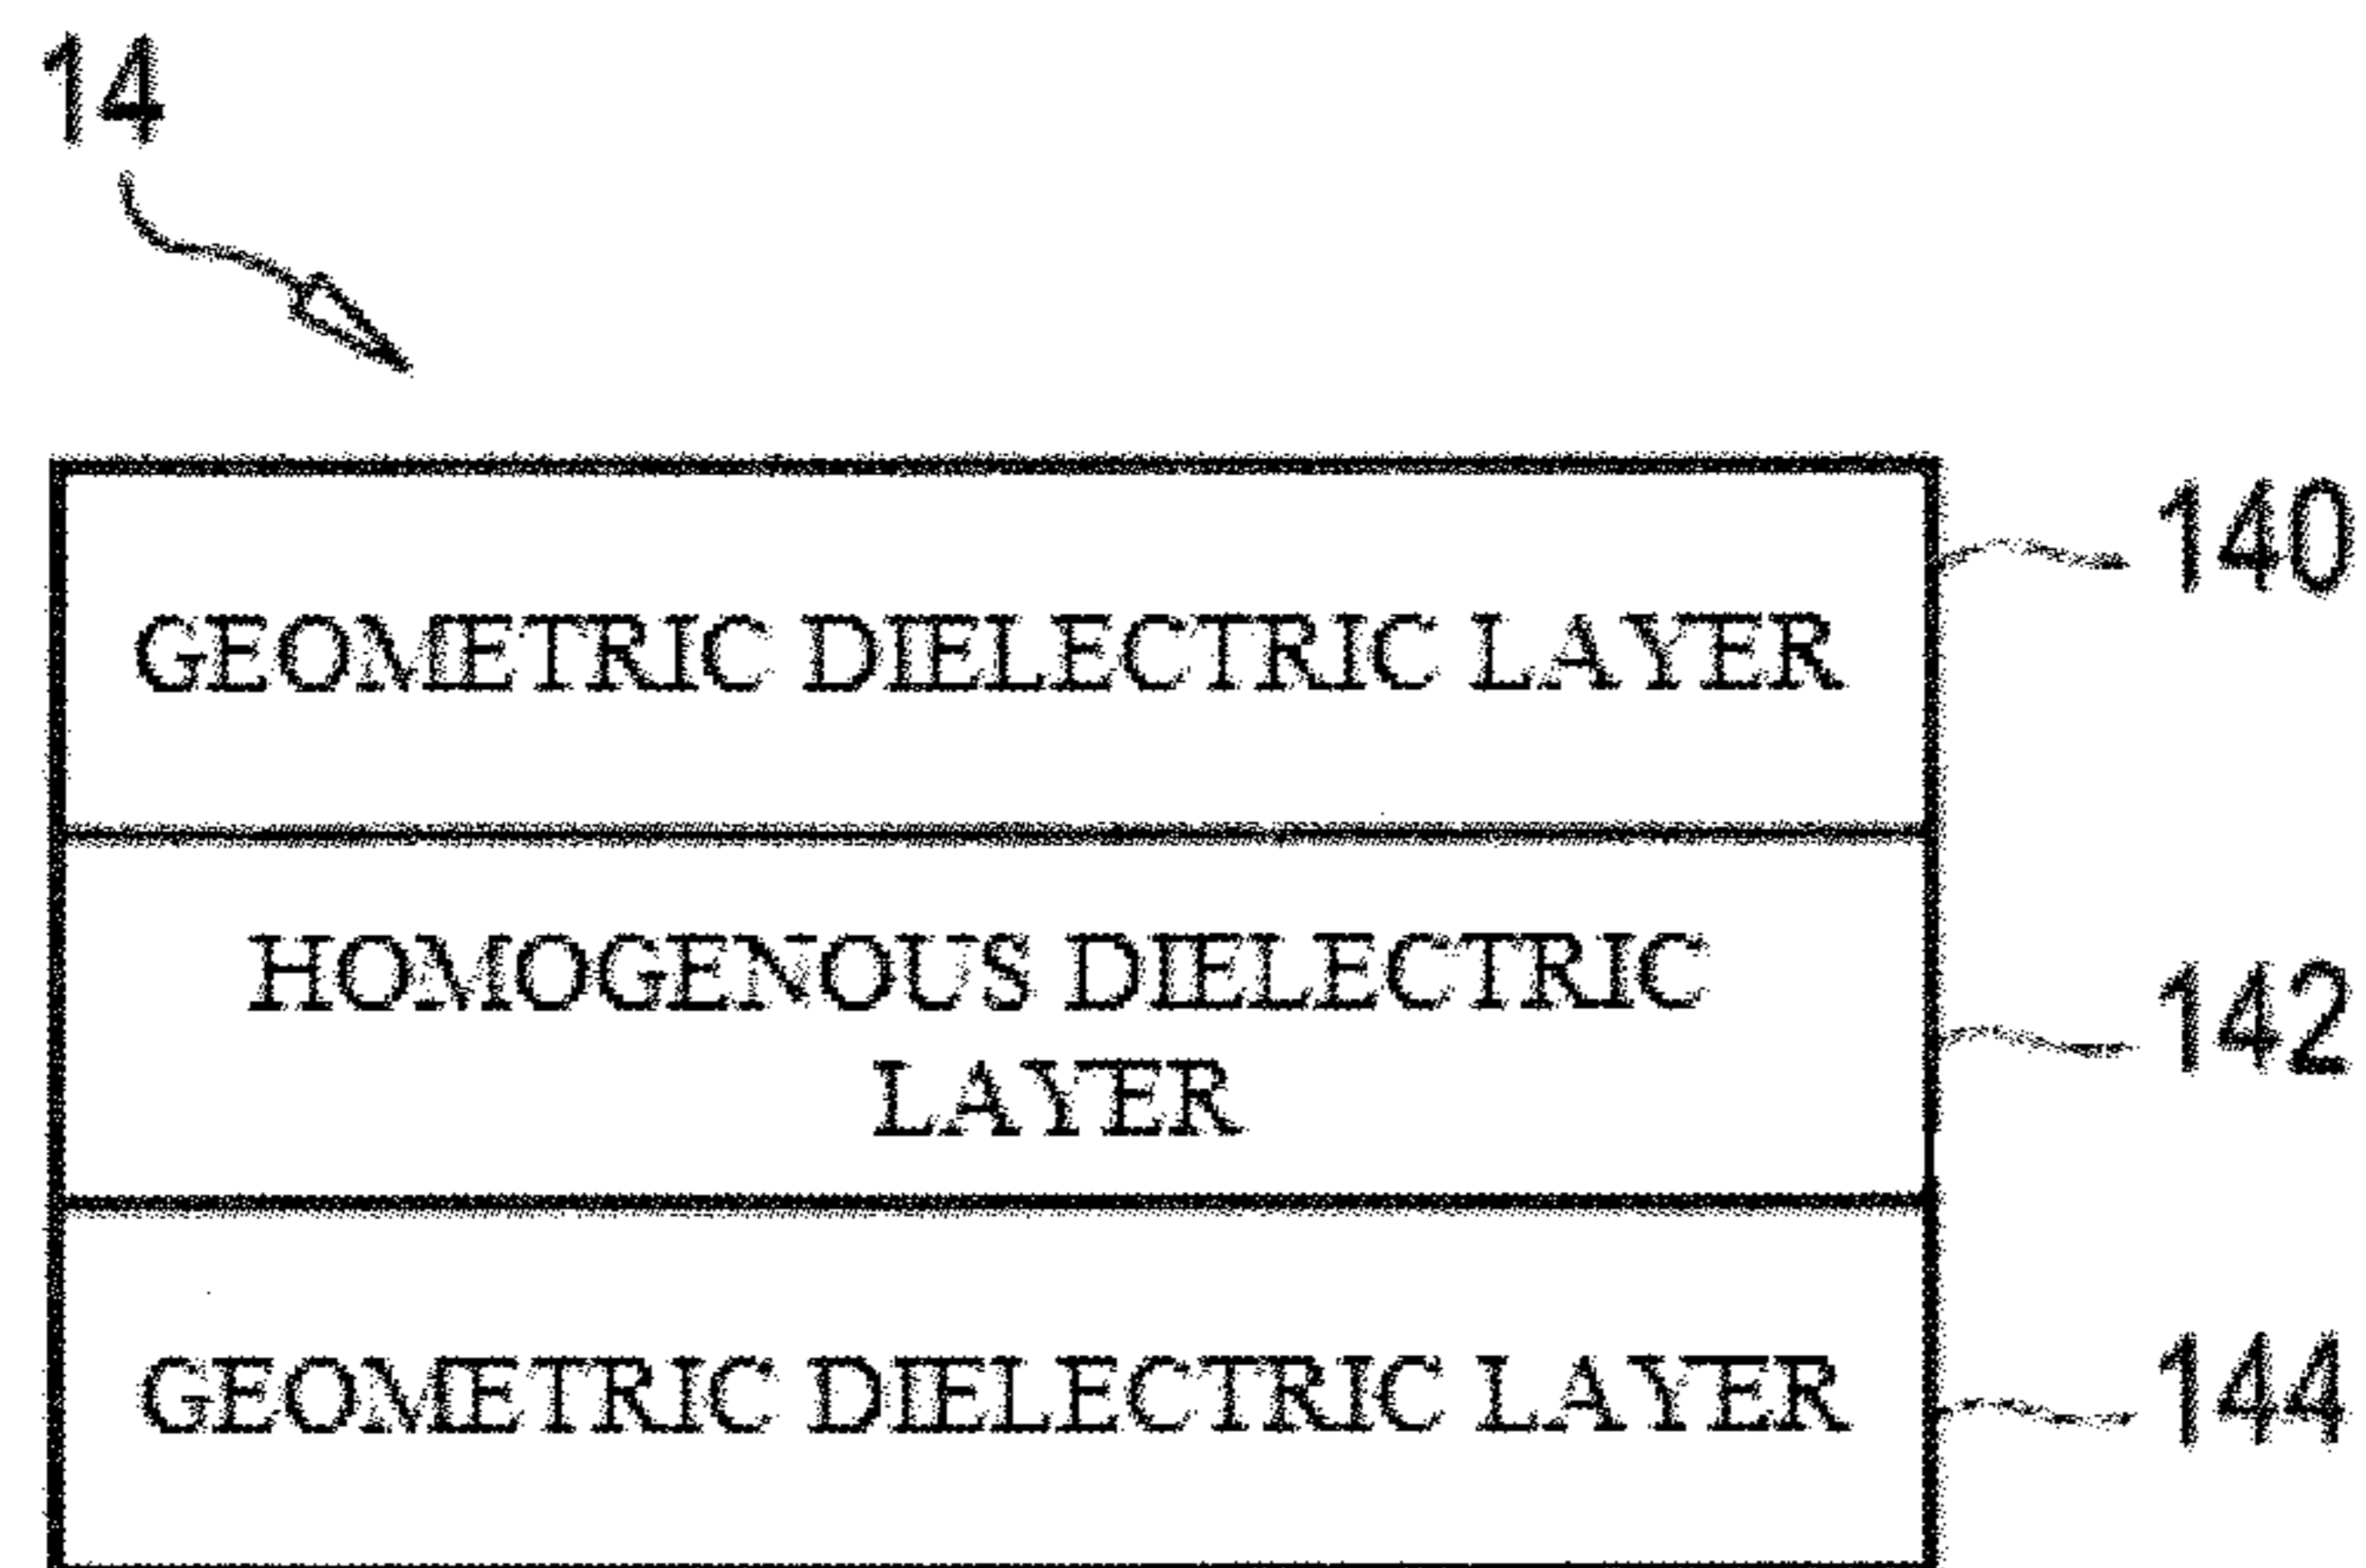 14
GEOMETRIC DIELECTRIC LAYER
140
HOMOGENOUS DIELECTRIC
LAYER
142
GEOMETRIC DIELECTRIC LAYER
144